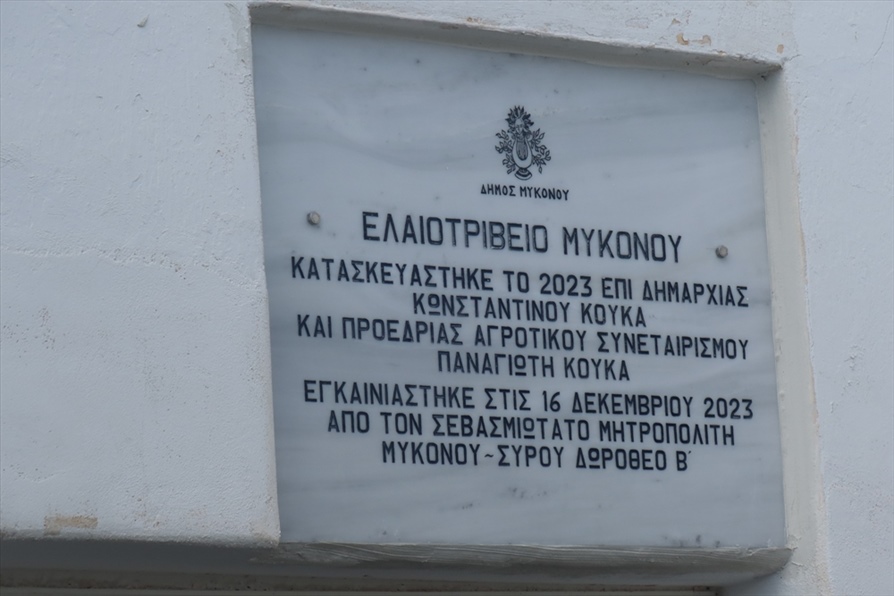 ΔΗΜΟΣ ΜΥΚΟΝΟΥ
ΕΛΑΙΟΤΡΙΒΕΙΟ ΜΥΚΟΝΟΥ
ΚΑΤΑΣΚΕΥΑΣΤΗΚΕ ΤΟ 2023 ΕΠΙ ΔΗΜΑΡΧΙΑΣ
ΚΩΝΣΤΑΝΤΙΝΟΥ ΚΟΥΚΑ
ΚΑΙ ΠΡΟΕΔΡΙΑΣ ΑΓΡΟΤΙΚΟΥ ΣΥΝΕΤΑΙΡΙΣΜΟΥ
ΠΑΝΑΓΙΩΤΗ ΚΟΥΚΑ
ΕΓΚΑΙΝΙΑΣΤΗΚΕ ΣΤΙΣ 16 ΔΕΚΕΜΒΡΙΟΥ 2023
ΑΠΟ ΤΟΝ ΣΕΒΑΣΜΙΩΤΑΤΟ ΜΗΤΡΟΠΟΛΙΤΗ
ΜΥΚΟΝΟΥ~ΣΥΡΟΥ ΔΩΡΟΘΕΟ Β΄